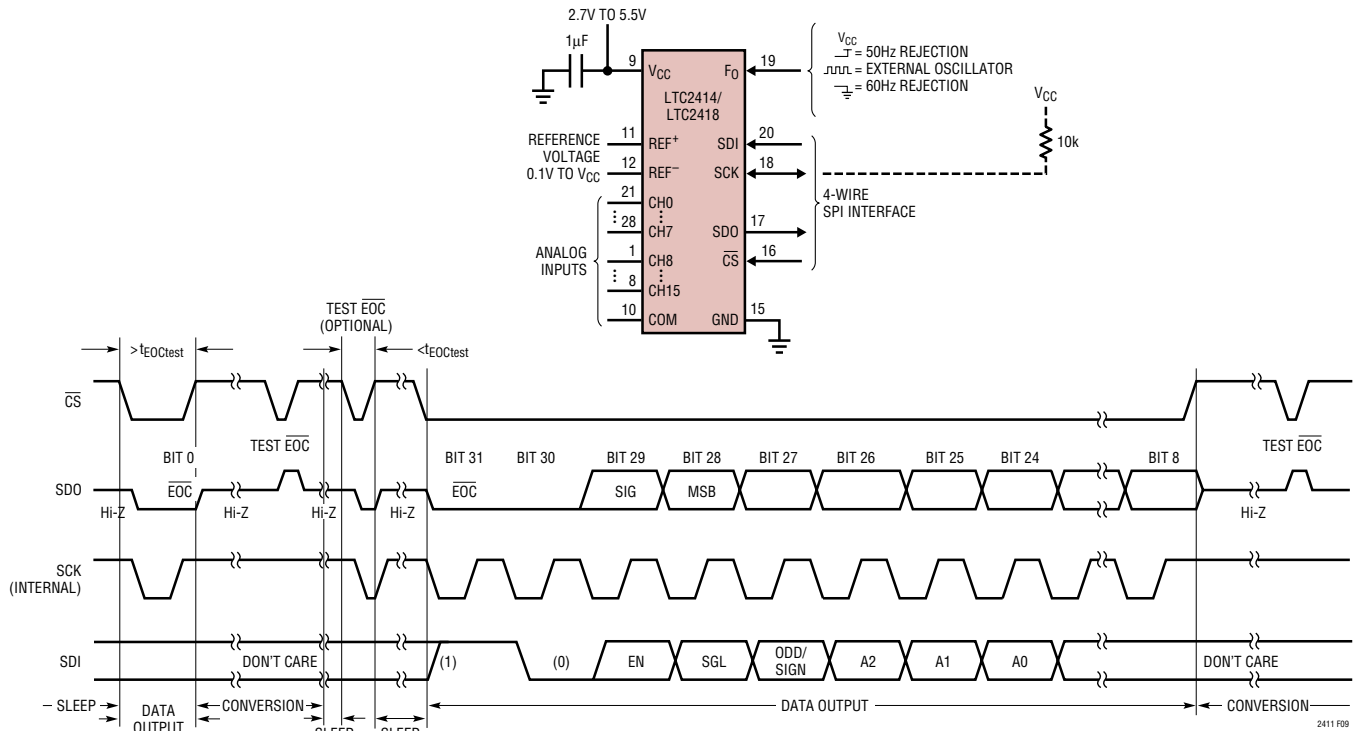 2.7V TO 5.5V
1µF
9 VCC
FO 19
VCC
= 50Hz REJECTION
= EXTERNAL OSCILLATOR
= 60Hz REJECTION
LTC2414/
LTC2418
VCC
10k
REFERENCE
VOLTAGE
0.1V TO VCC
11 REF+
12 REF–
SDI 20
SCK 18
4-WIRE
SPI INTERFACE
21 CH0
28 CH7
SDO 17
ANALOG
INPUTS
1 CH8
8 CH15
CS 16
10 COM
GND 15
TEST EOC
(OPTIONAL)
>tEOCtest
<tEOCtest
CS
TEST EOC
TEST EOC
BIT 0
BIT 31 BIT 30 BIT 29 BIT 28 BIT 27 BIT 26 BIT 25 BIT 24 BIT 8
SDO
EOC
EOC
SIG
MSB
Hi-Z Hi-Z Hi-Z Hi-Z Hi-Z
SCK
(INTERNAL)
SDI
DON'T CARE
(1) (0) EN SGL ODD/
SIGN
A2 A1 A0
DON'T CARE
SLEEP
DATA
OUTPUT
CONVERSION
SLEEP SLEEP
DATA OUTPUT
CONVERSION
2411 F09